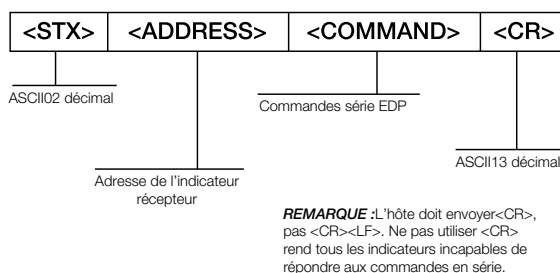 <STX> <ADDRESS> <COMMAND> <CR>
ASCII02 décimal
Commandes série EDP
ASCII13 décimal
Adresse de l'indicateur
récepteur
REMARQUE :L'hôte doit envoyer<CR>,
pas <CR><LF>. Ne pas utiliser <CR>
rend tous les indicateurs incapables de
répondre aux commandes en série.